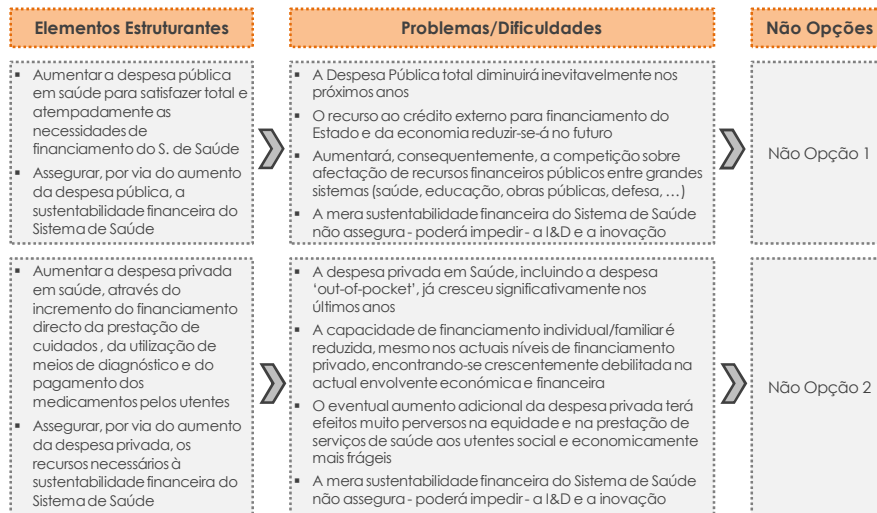 Elementos Estruturantes
Problemas/Dificuldades
Não Opções
▪ Aumentar a despesa pública
em saúde para satisfazer total e
atempadamente as
necessidades de
financiamento do S. de Saúde
▪ Assegurar, por via do aumento
da despesa pública, a
sustentabilidade financeira do
Sistema de Saúde
▪ A Despesa Pública total diminuirá inevitavelmente nos
próximos anos
▪ O recurso ao crédito externo para financiamento do
Estado e da economia reduzir-se-á no futuro
▪ Aumentará, consequentemente, a competição sobre
afectação de recursos financeiros públicos entre grandes
sistemas (saúde, educação, obras públicas, defesa, …)
▪ A mera sustentabilidade financeira do Sistema de Saúde
não assegura - poderá impedir - a I&D e a inovação
Não Opção 1
▪ Aumentar a despesa privada
em saúde, através do
incremento do financiamento
directo da prestação de
cuidados , da utilização de
meios de diagnóstico e do
pagamento dos
medicamentos pelos utentes
▪ Assegurar, por via do aumento
da despesa privada, os
recursos necessários à
sustentabilidade financeira do
Sistema de Saúde
▪ A despesa privada em Saúde, incluindo a despesa
‘out-of-pocket’, já cresceu significativamente nos
últimos anos
▪ A capacidade de financiamento individual/familiar é
reduzida, mesmo nos actuais níveis de financiamento
privado, encontrando-se crescentemente debilitada na
actual envolvente económica e financeira
▪ O eventual aumento adicional da despesa privada terá
efeitos muito perversos na equidade e na prestação de
serviços de saúde aos utentes social e economicamente
mais frágeis
▪ A mera sustentabilidade financeira do Sistema de Saúde
não assegura - poderá impedir - a I&D e a inovação
Não Opção 2